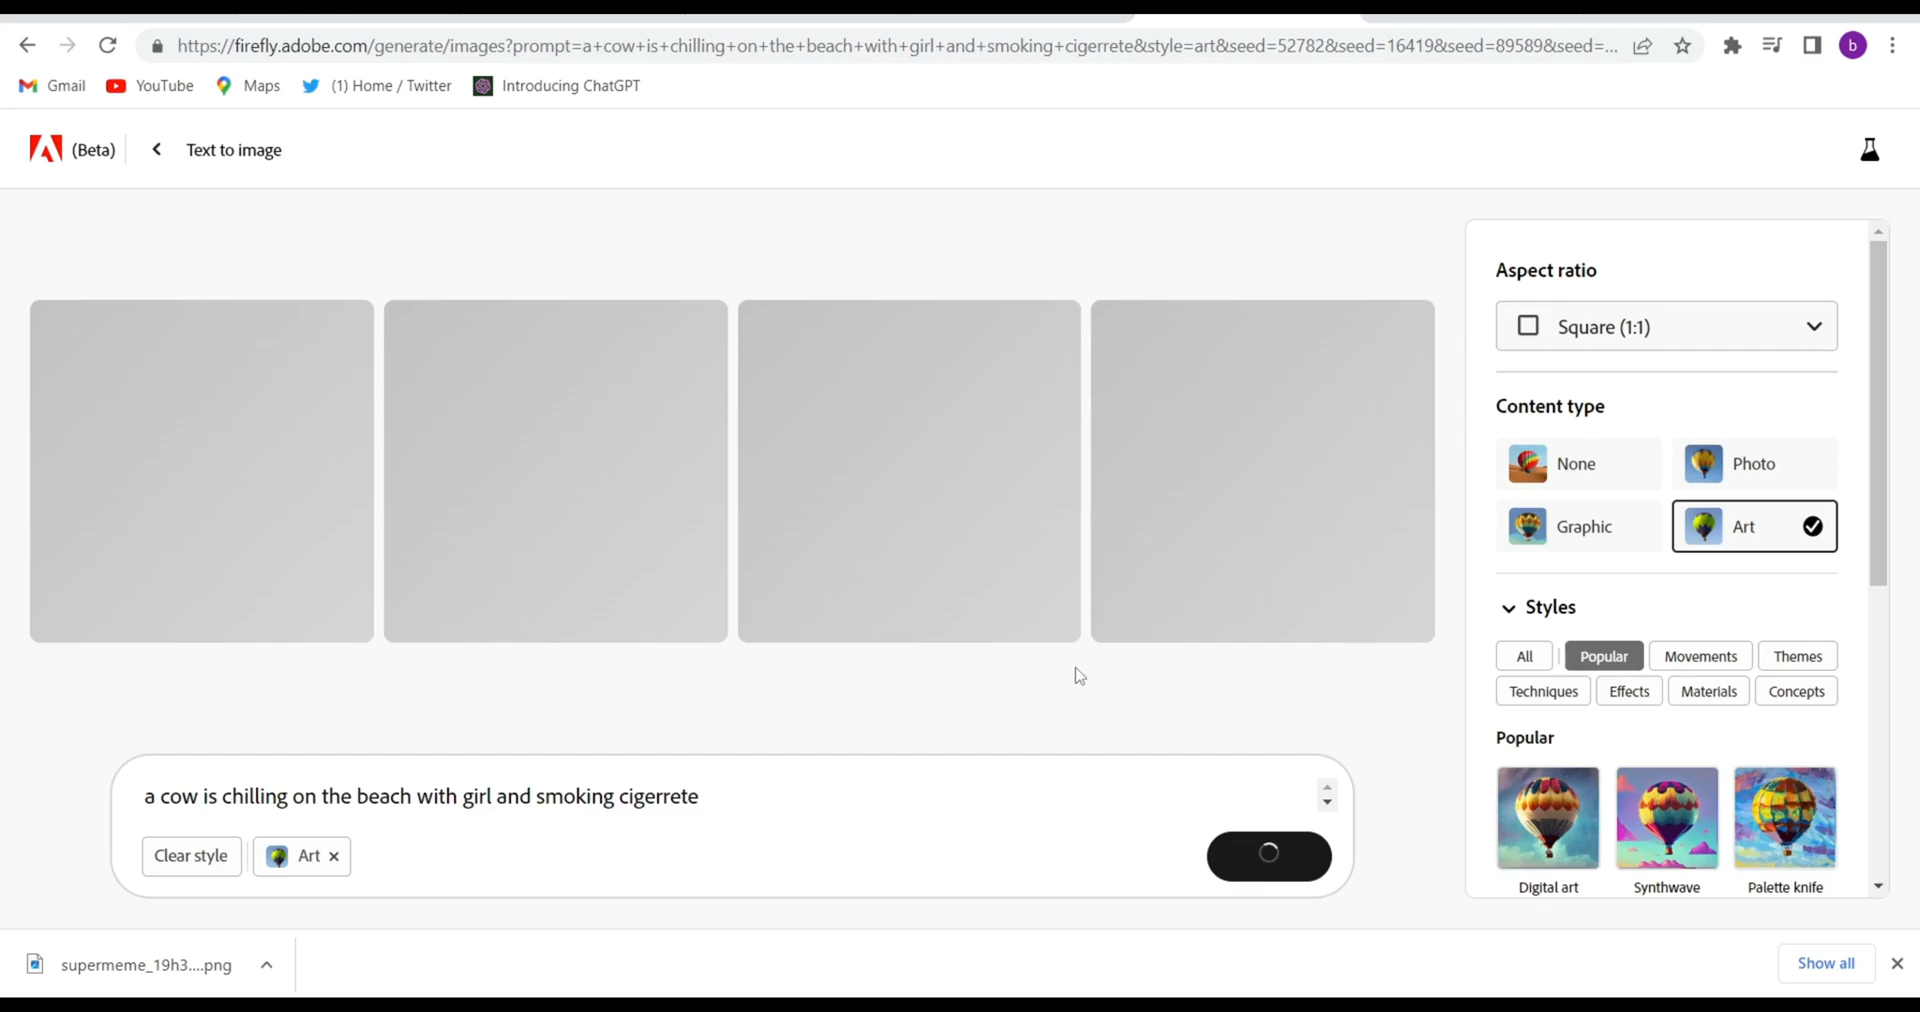 https://firefly.adobe.com/generate/images?prompt=a+cow+is+chilling+on+the+beach+with+girl+and+smoking+cigerrete&style=art&seed=52782&seed=16419&seed=89589&seed=...
b
Gmail YouTube Maps (1) Home / Twitter Introducing ChatGPT
(Beta) Text to image
Aspect ratio
Square (1:1)
Content type
None Photo
Graphic Art
Styles
All Popular Movements Themes
Techniques Effects Materials Concepts
Popular
Digital art Synthwave Palette knife
a cow is chilling on the beach with girl and smoking cigerrete
Clear style Art
supermeme_19h3....png
Show all